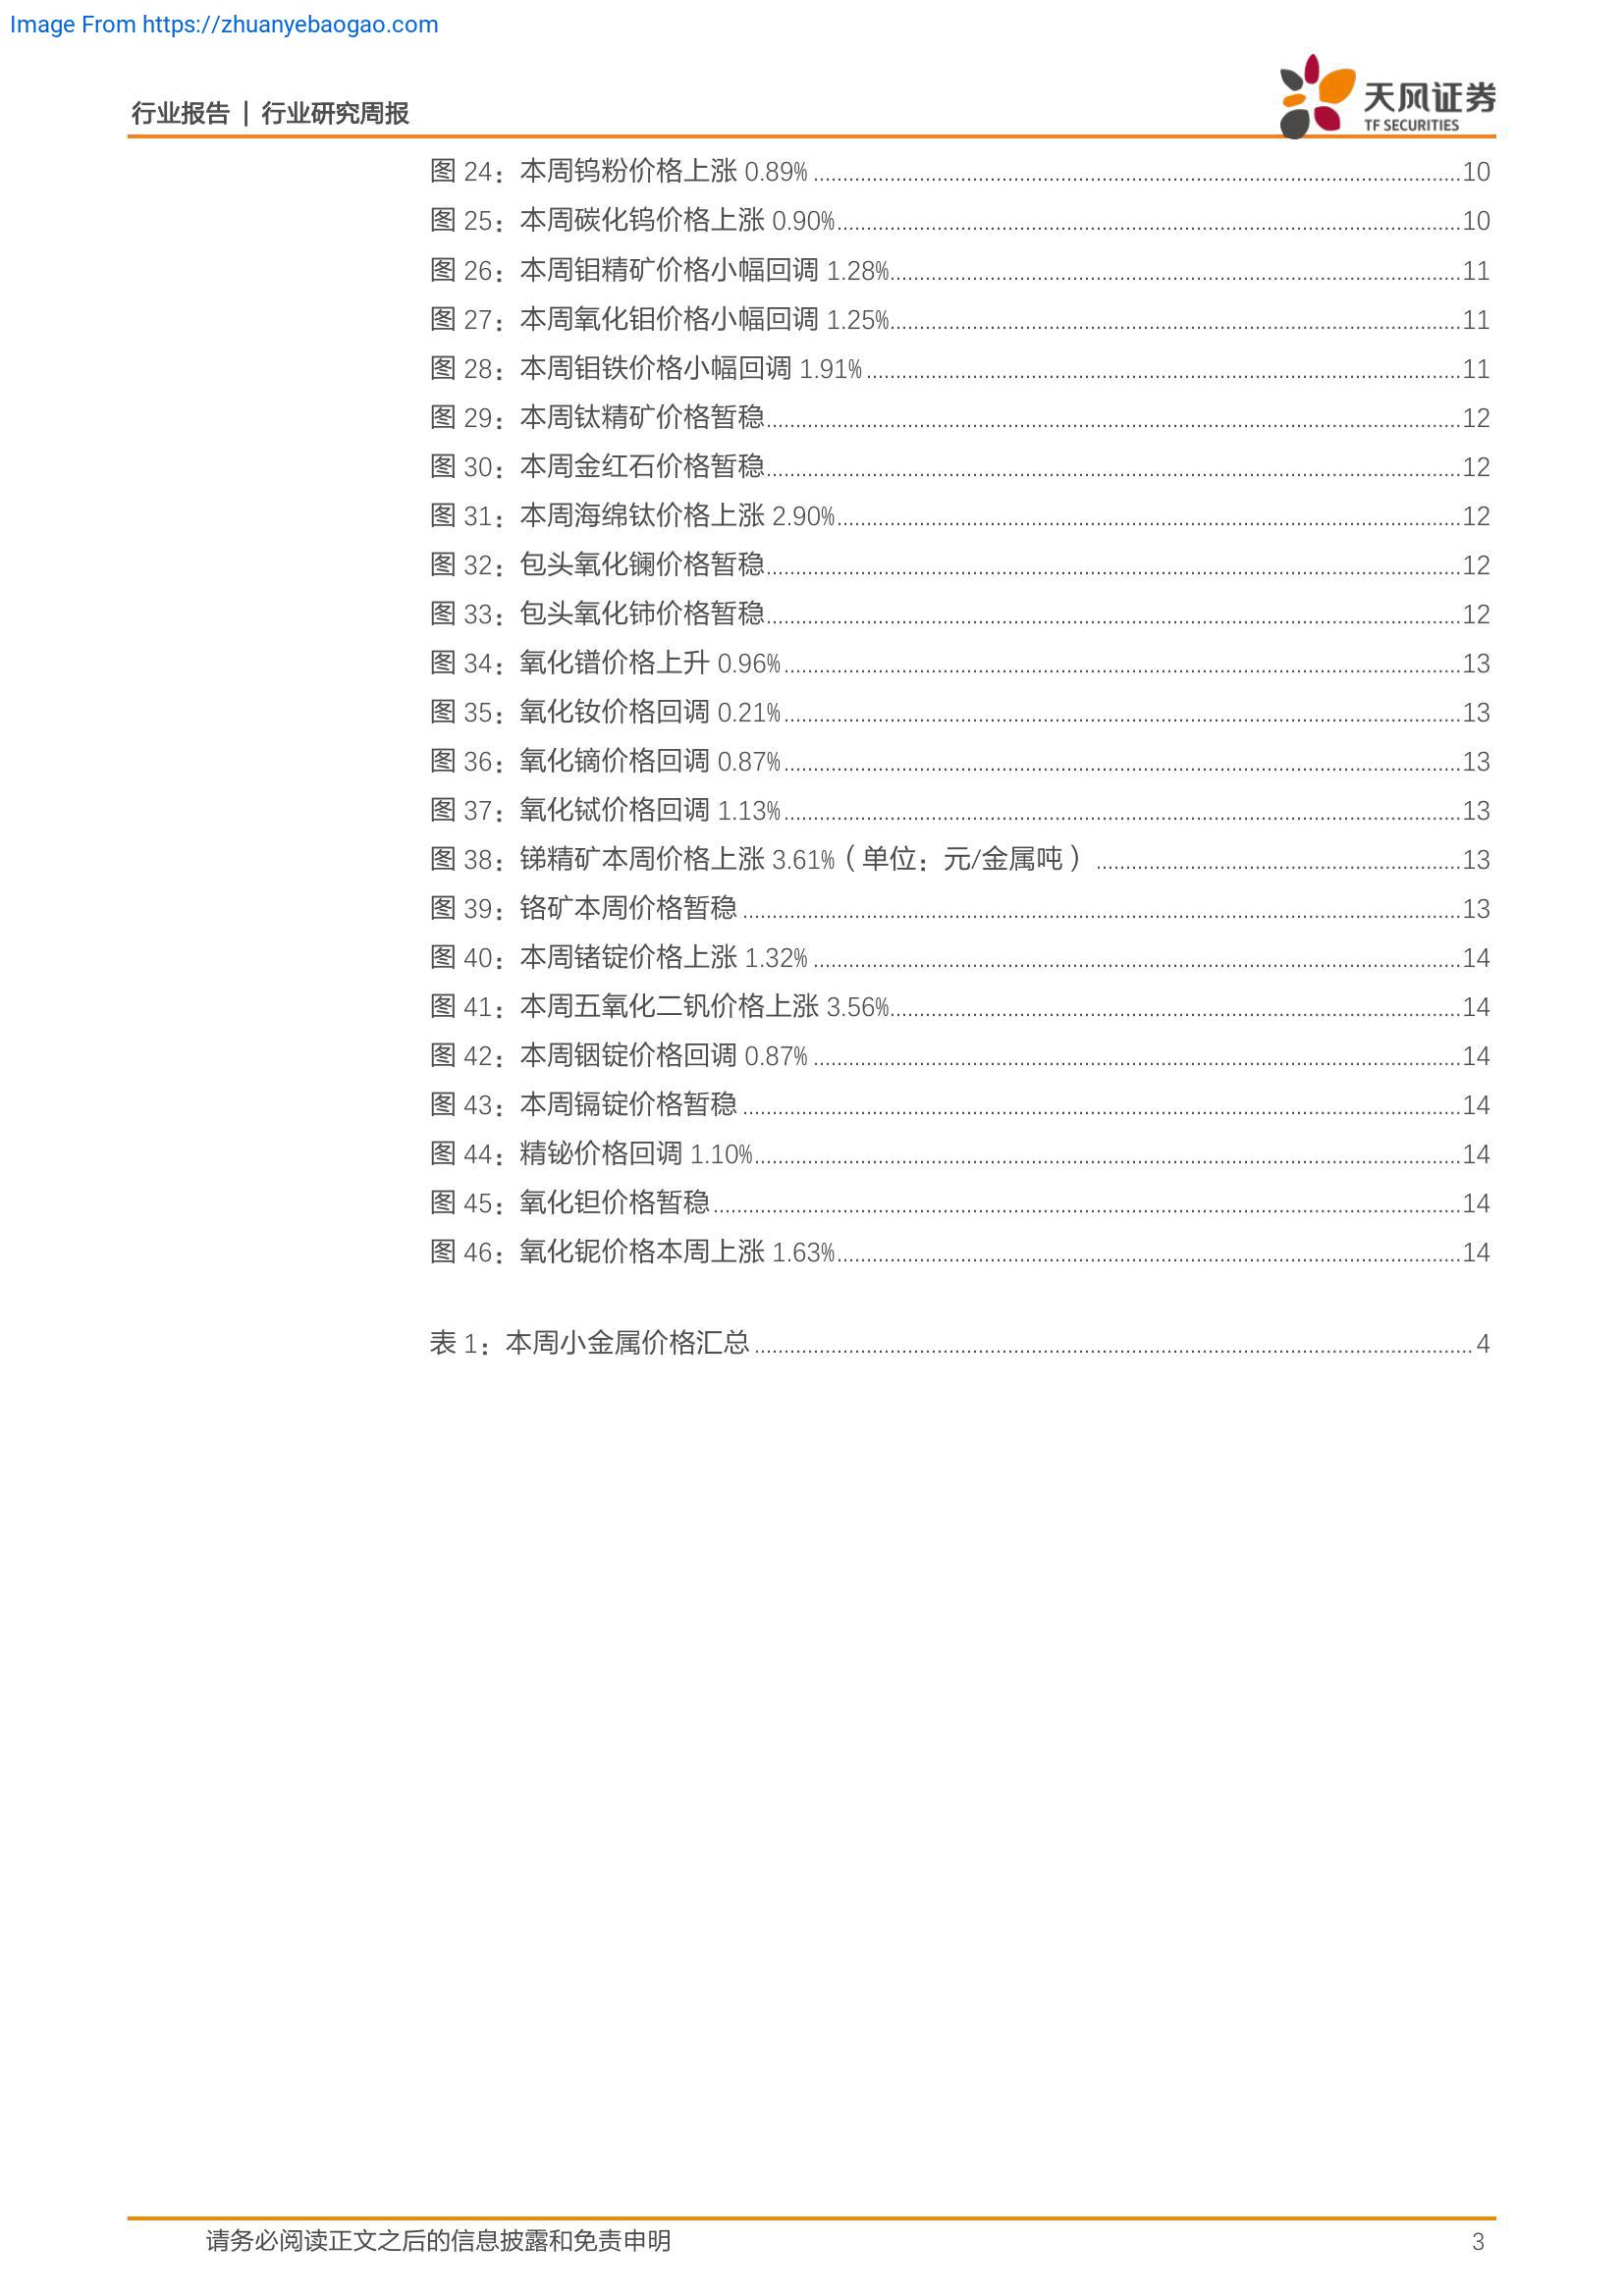 Image From https://zhuanyebaogao.com
行业报告 | 行业研究周报
天风证券
TF SECURITIES
图 24：本周钨粉价格上涨 0.89% 10
图 25：本周碳化钨价格上涨 0.90% 10
图 26：本周钼精矿价格小幅回调 1.28% 11
图 27：本周氧化钼价格小幅回调 1.25% 11
图 28：本周钼铁价格小幅回调 1.91% 11
图 29：本周钛精矿价格暂稳 12
图 30：本周金红石价格暂稳 12
图 31：本周海绵钛价格上涨 2.90% 12
图 32：包头氧化镧价格暂稳 12
图 33：包头氧化铈价格暂稳 12
图 34：氧化镨价格上升 0.96% 13
图 35：氧化钕价格回调 0.21% 13
图 36：氧化镝价格回调 0.87% 13
图 37：氧化铽价格回调 1.13% 13
图 38：锑精矿本周价格上涨 3.61%（单位：元/金属吨） 13
图 39：铬矿本周价格暂稳 13
图 40：本周锗锭价格上涨 1.32% 14
图 41：本周五氧化二钒价格上涨 3.56% 14
图 42：本周铟锭价格回调 0.87% 14
图 43：本周镉锭价格暂稳 14
图 44：精铋价格回调 1.10% 14
图 45：氧化钽价格暂稳 14
图 46：氧化铌价格本周上涨 1.63% 14
表 1：本周小金属价格汇总 4
请务必阅读正文之后的信息披露和免责申明 3